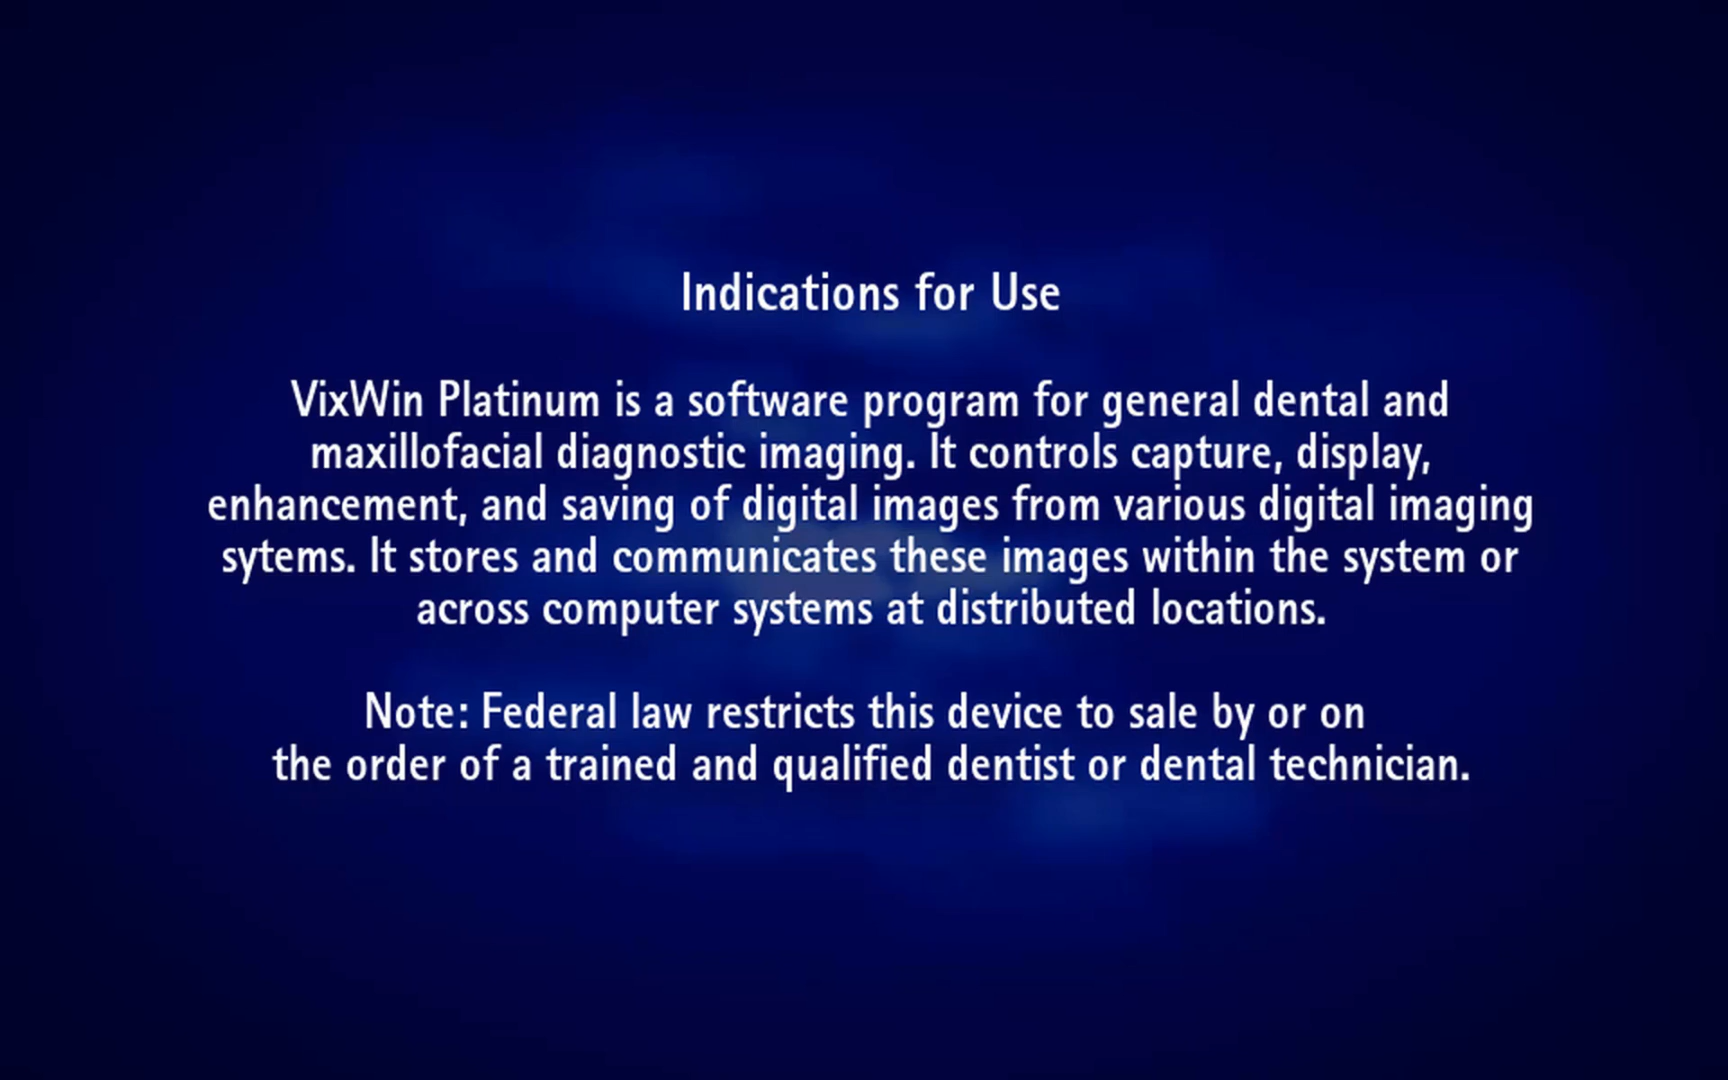 Indications for Use
VixWin Platinum is a software program for general dental and
maxillofacial diagnostic imaging. It controls capture, display,
enhancement, and saving of digital images from various digital imaging
sytems. It stores and communicates these images within the system or
across computer systems at distributed locations.
Note: Federal law restricts this device to sale by or on
the order of a trained and qualified dentist or dental technician.